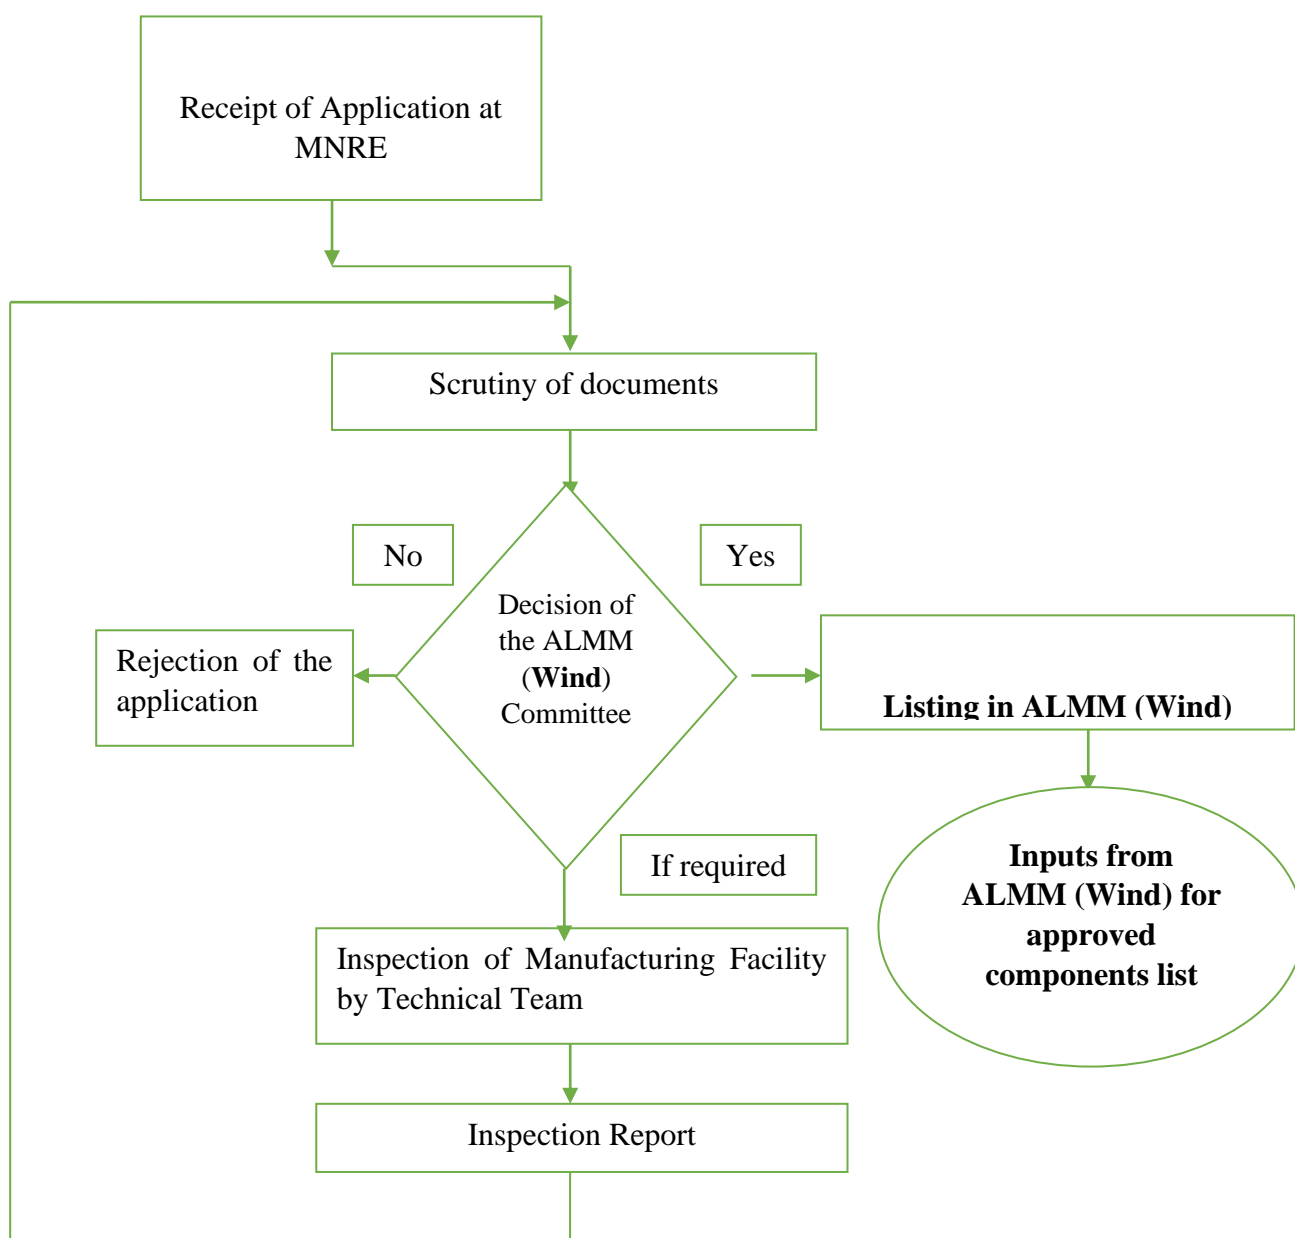 Receipt of Application at
MNRE
Scrutiny of documents
No
Yes
Decision of
the ALMM
(Wind)
Committee
Rejection of the
application
Listing in ALMM (Wind)
If required
Inputs from
ALMM (Wind) for
approved
components list
Inspection of Manufacturing Facility
by Technical Team
Inspection Report